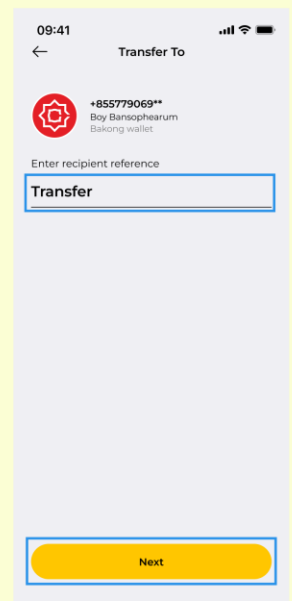 09:41
Transfer To
+855779069**
Boy Bansophearum
Bakong wallet
Enter recipient reference
Transfer
Next